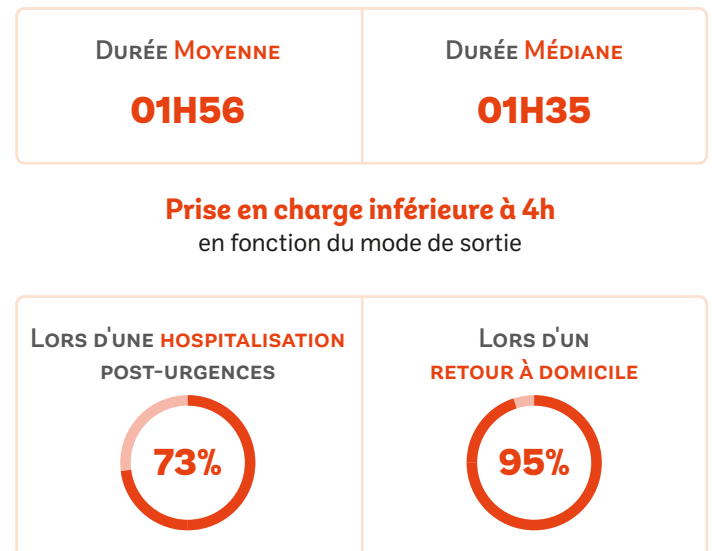 Durée Moyenne
01H56
Durée Médiane
01H35
Prise en charge inférieure à 4h
en fonction du mode de sortie
Lors d'une hospitalisation
post-urgences
73%
Lors d'un
retour à domicile
95%